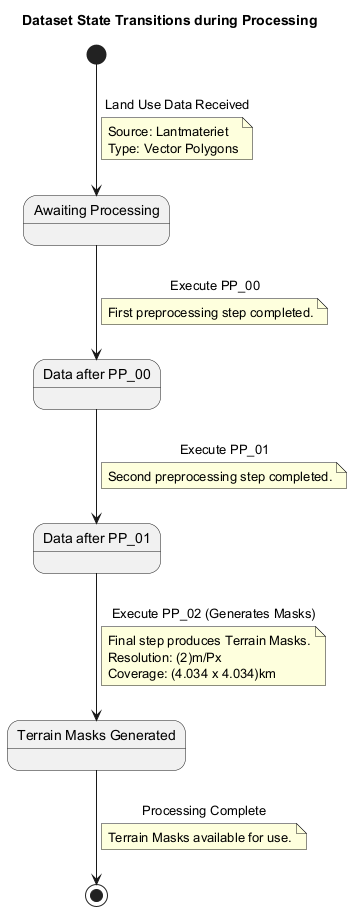 Dataset State Transitions during Processing
Land Use Data Received
Source: Lantmateriet
Type: Vector Polygons
Awaiting Processing
Execute PP_00
First preprocessing step completed.
Data after PP_00
Execute PP_01
Second preprocessing step completed.
Data after PP_01
Execute PP_02 (Generates Masks)
Final step produces Terrain Masks.
Resolution: (2)m/Px
Coverage: (4.034 x 4.034)km
Terrain Masks Generated
Processing Complete
Terrain Masks available for use.